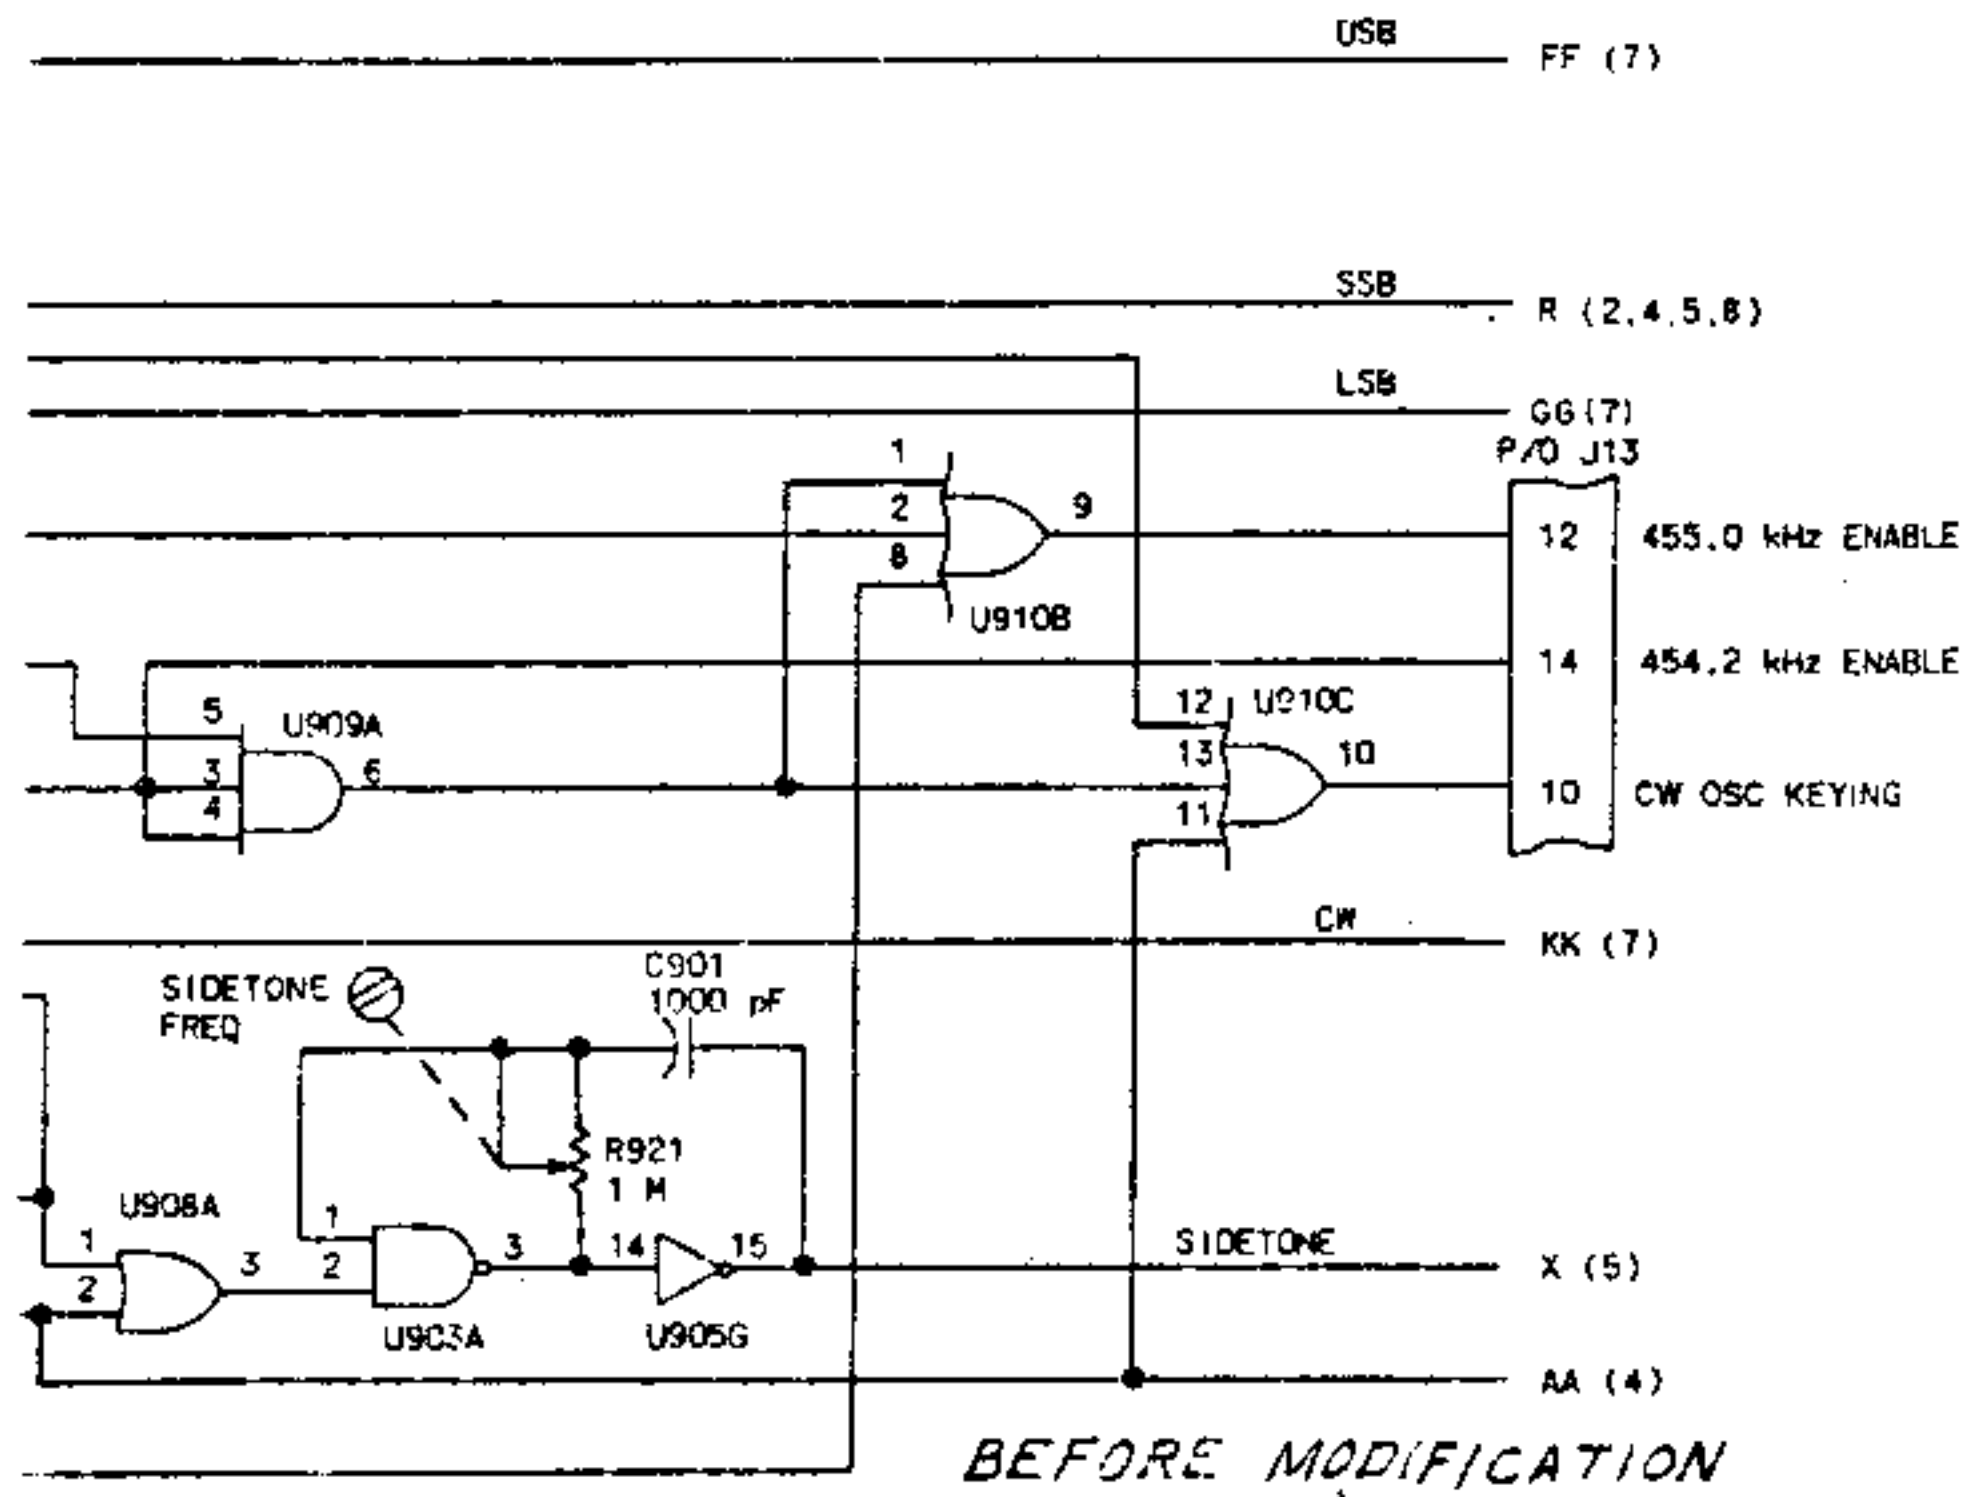 USB
FF (7)
SSB
R (2,4,5,8)
LSB
GG(7)
P/O J13
1
2
8
9
U910B
12 455.0 kHz ENABLE
14 454.2 kHz ENABLE
5
3
4
U909A
6
12
13
11
U910C
10
10 CW OSC KEYING
CW
KK (7)
SIDETONE
FREQ
C901
1000 pF
R921
1 M
U908A
1
2
3
1
2
3
U903A
14
15
U905G
SIDETONE
X (5)
AA (4)
BEFORE MODIFICATION